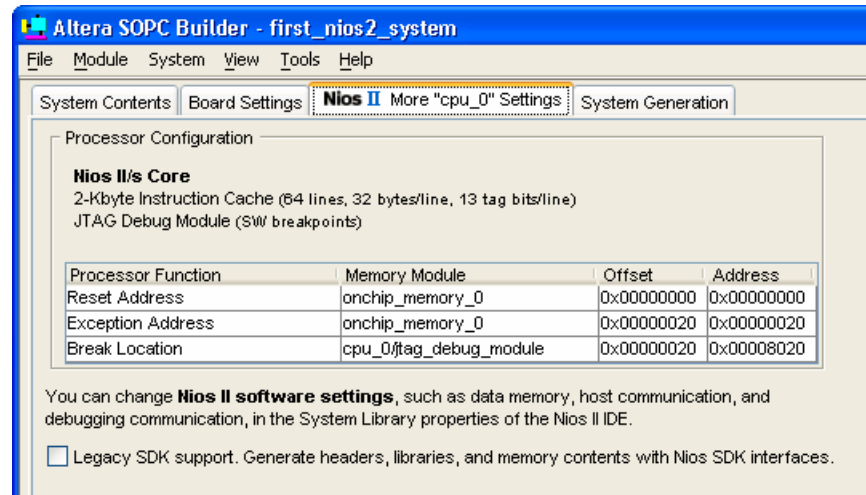 Altera SOPC Builder - first_nios2_system
File Module System View Tools Help
System Contents Board Settings Nios II More "cpu_0" Settings System Generation
Processor Configuration
Nios II/s Core
2-Kbyte Instruction Cache (64 lines, 32 bytes/line, 13 tag bits/line)
JTAG Debug Module (SW breakpoints)
Processor Function Memory Module Offset Address
Reset Address onchip_memory_0 0x00000000 0x00000000
Exception Address onchip_memory_0 0x00000020 0x00000020
Break Location cpu_0/jtag_debug_module 0x00000020 0x00008020
You can change Nios II software settings, such as data memory, host communication, and
debugging communication, in the System Library properties of the Nios II IDE.
Legacy SDK support. Generate headers, libraries, and memory contents with Nios SDK interfaces.